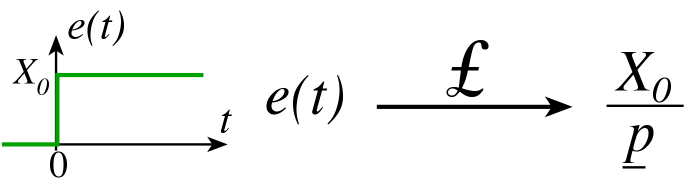 e(t)
X₀
t
0
e(t)
£
X₀
p